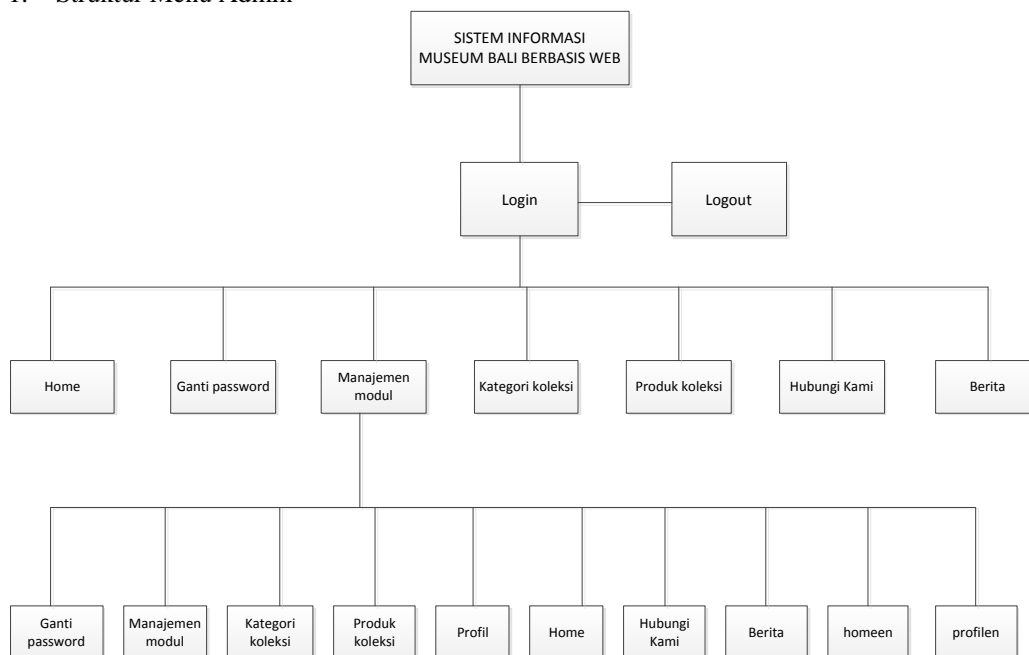 1. Struktur Menu Admin
SISTEM INFORMASI
MUSEUM BALI BERBASIS WEB
Login
Logout
Home
Ganti password
Manajemen
modul
Kategori koleksi
Produk koleksi
Hubungi Kami
Berita
Ganti
password
Manajemen
modul
Kategori
koleksi
Produk
koleksi
Profil
Home
Hubungi
Kami
Berita
homeen
profilen